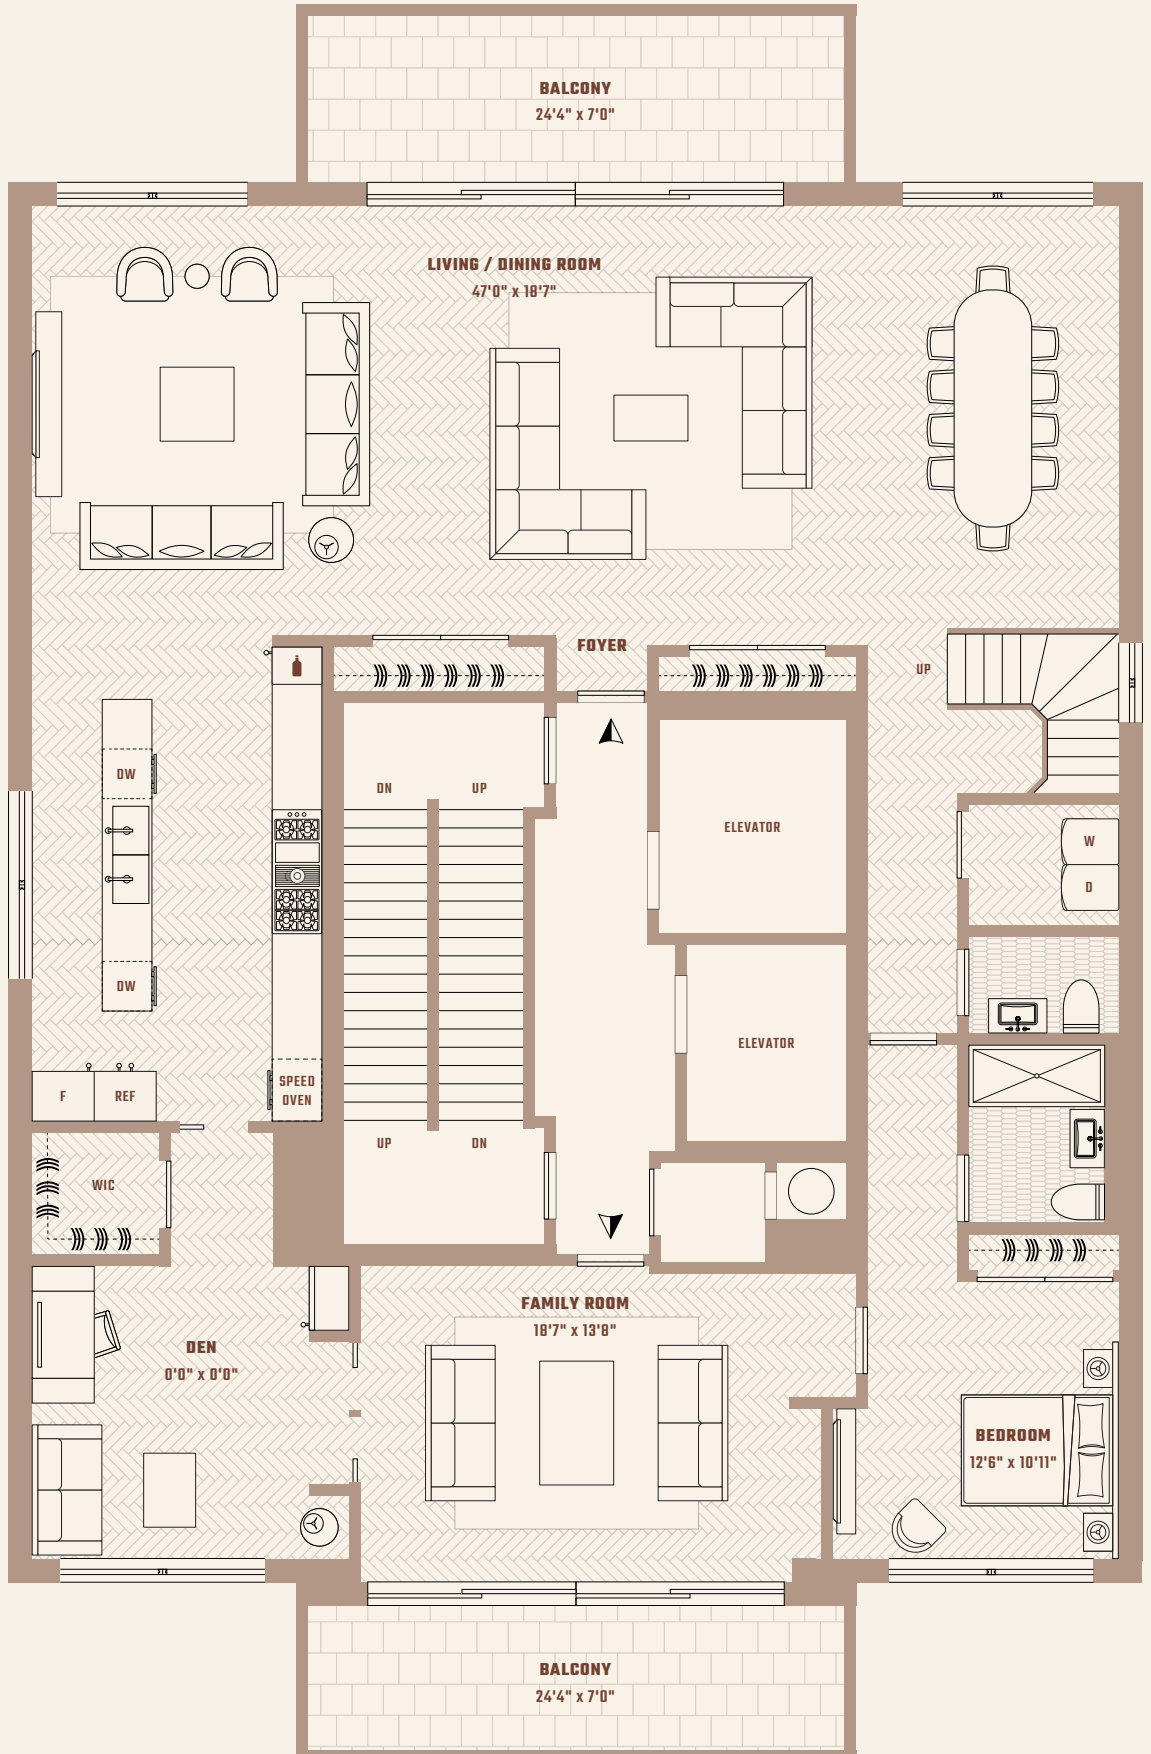 BALCONY
24'4" x 7'0"
LIVING / DINING ROOM
47'0" x 18'7"
FOYER
UP
DW
DN
UP
ELEVATOR
W
D
DW
ELEVATOR
SPEED
OVEN
F
REF
UP
DN
WIC
FAMILY ROOM
18'7" x 13'8"
DEN
0'0" x 0'0"
BEDROOM
12'6" x 10'11"
BALCONY
24'4" x 7'0"